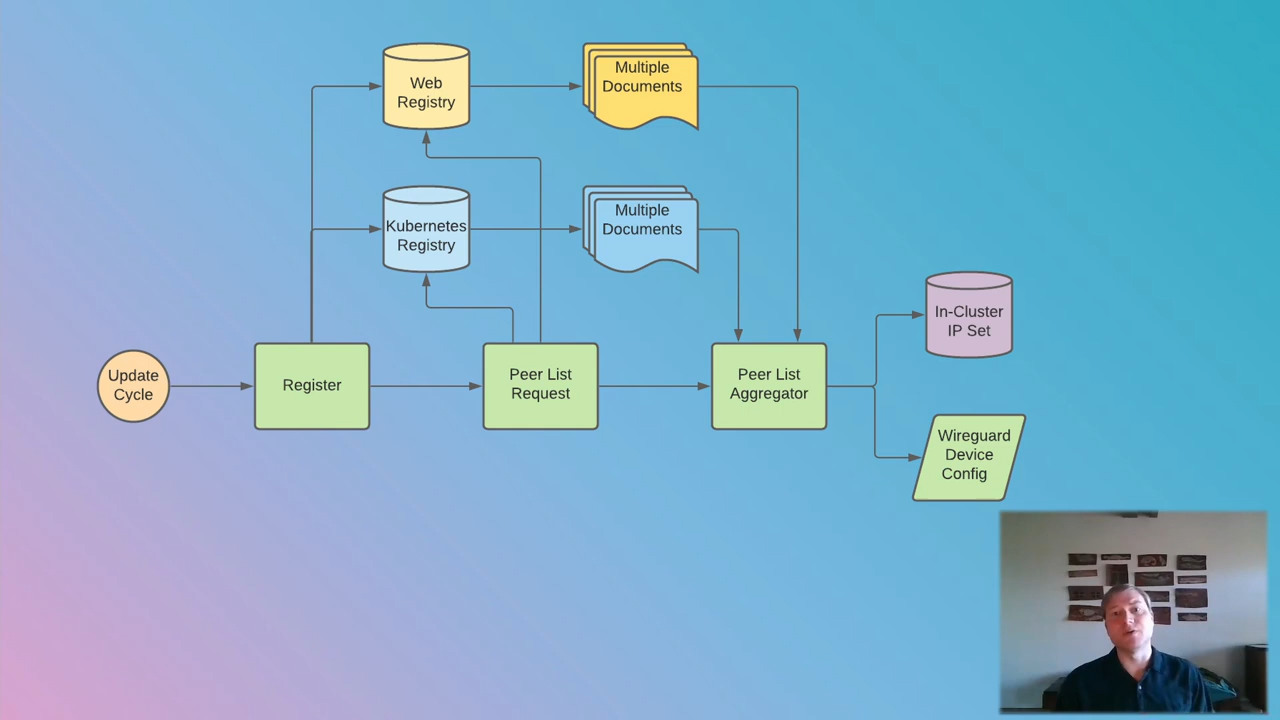 Web
Registry
Multiple
Documents
Kubernetes
Registry
Multiple
Documents
Update
Cycle
Register
Peer List
Request
Peer List
Aggregator
In-Cluster
IP Set
Wireguard
Device
Config